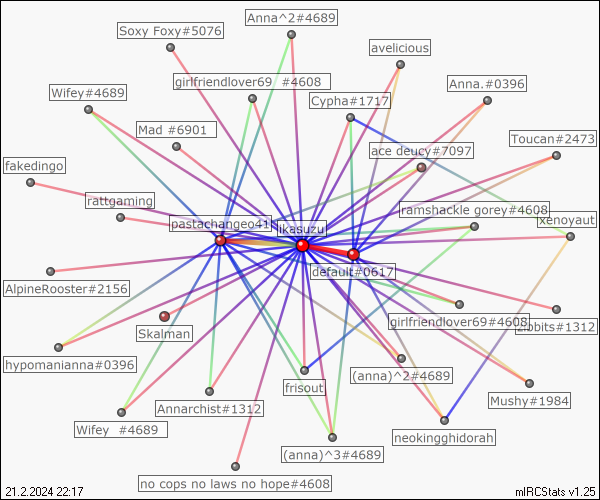 Anna^2#4689
Soxy Foxy#5076
avelicious
girlfriendlover69 #4608
Anna.#0396
Wifey#4689
Cypha#1717
Mad #6901
Toucan#2473
ace deucy#7097
fakedingo
rattgaming
ramshackle gorey#4608
pastachangeo41
ikasuzu
xenoyaut
default#0617
AlpineRooster#2156
girlfriendlover69#4608
zibbits#1312
Skalman
hypomanianna#0396
(anna)^2#4689
frisout
Mushy#1984
Annarchist#1312
Wifey #4689
neokingghidorah
(anna)^3#4689
no cops no laws no hope#4608
21.2.2024 22:17
mIRCStats v1.25